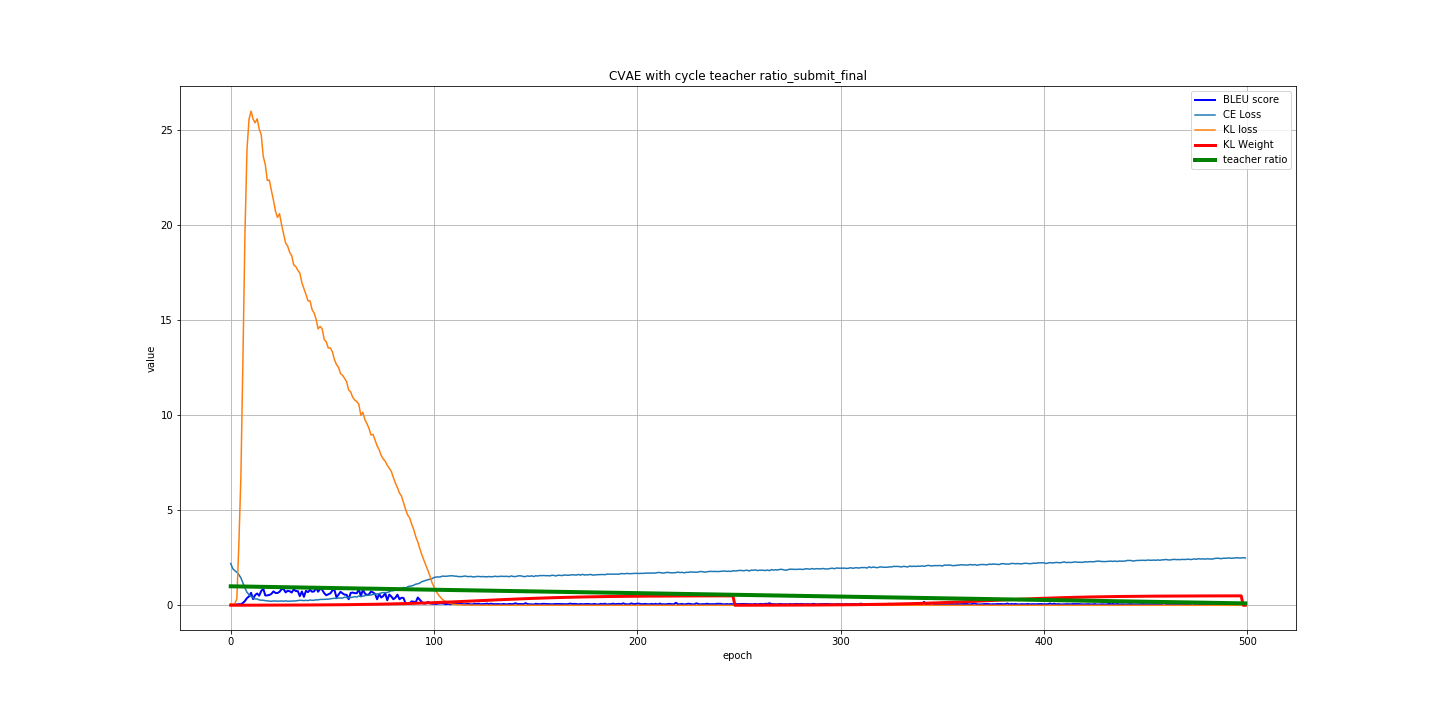 CVAE with cycle teacher ratio_submit_final
BLEU score
CE Loss
KL loss
KL Weight
teacher ratio
25
20
15
10
5
0
value
0 100 200 300 400 500
epoch